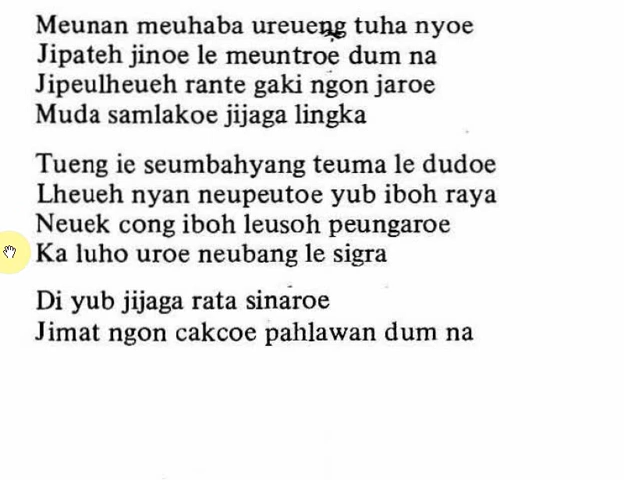 Meunan meuhaba ureueng tuha nyoe
Jipateh jinoe le meuntroe dum na
Jipeulheueh rante gaki ngon jaroe
Muda samlakoe jijaga lingka
Tueng ie seumbahyang teuma le dudoe
Lheueh nyan neupeutoe yub iboh raya
Neuek cong iboh leusoh peungaroe
Ka luho uroe neubang le sigra
Di yub jijaga rata sinaroe
Jimat ngon cakcoe pahlawan dum na